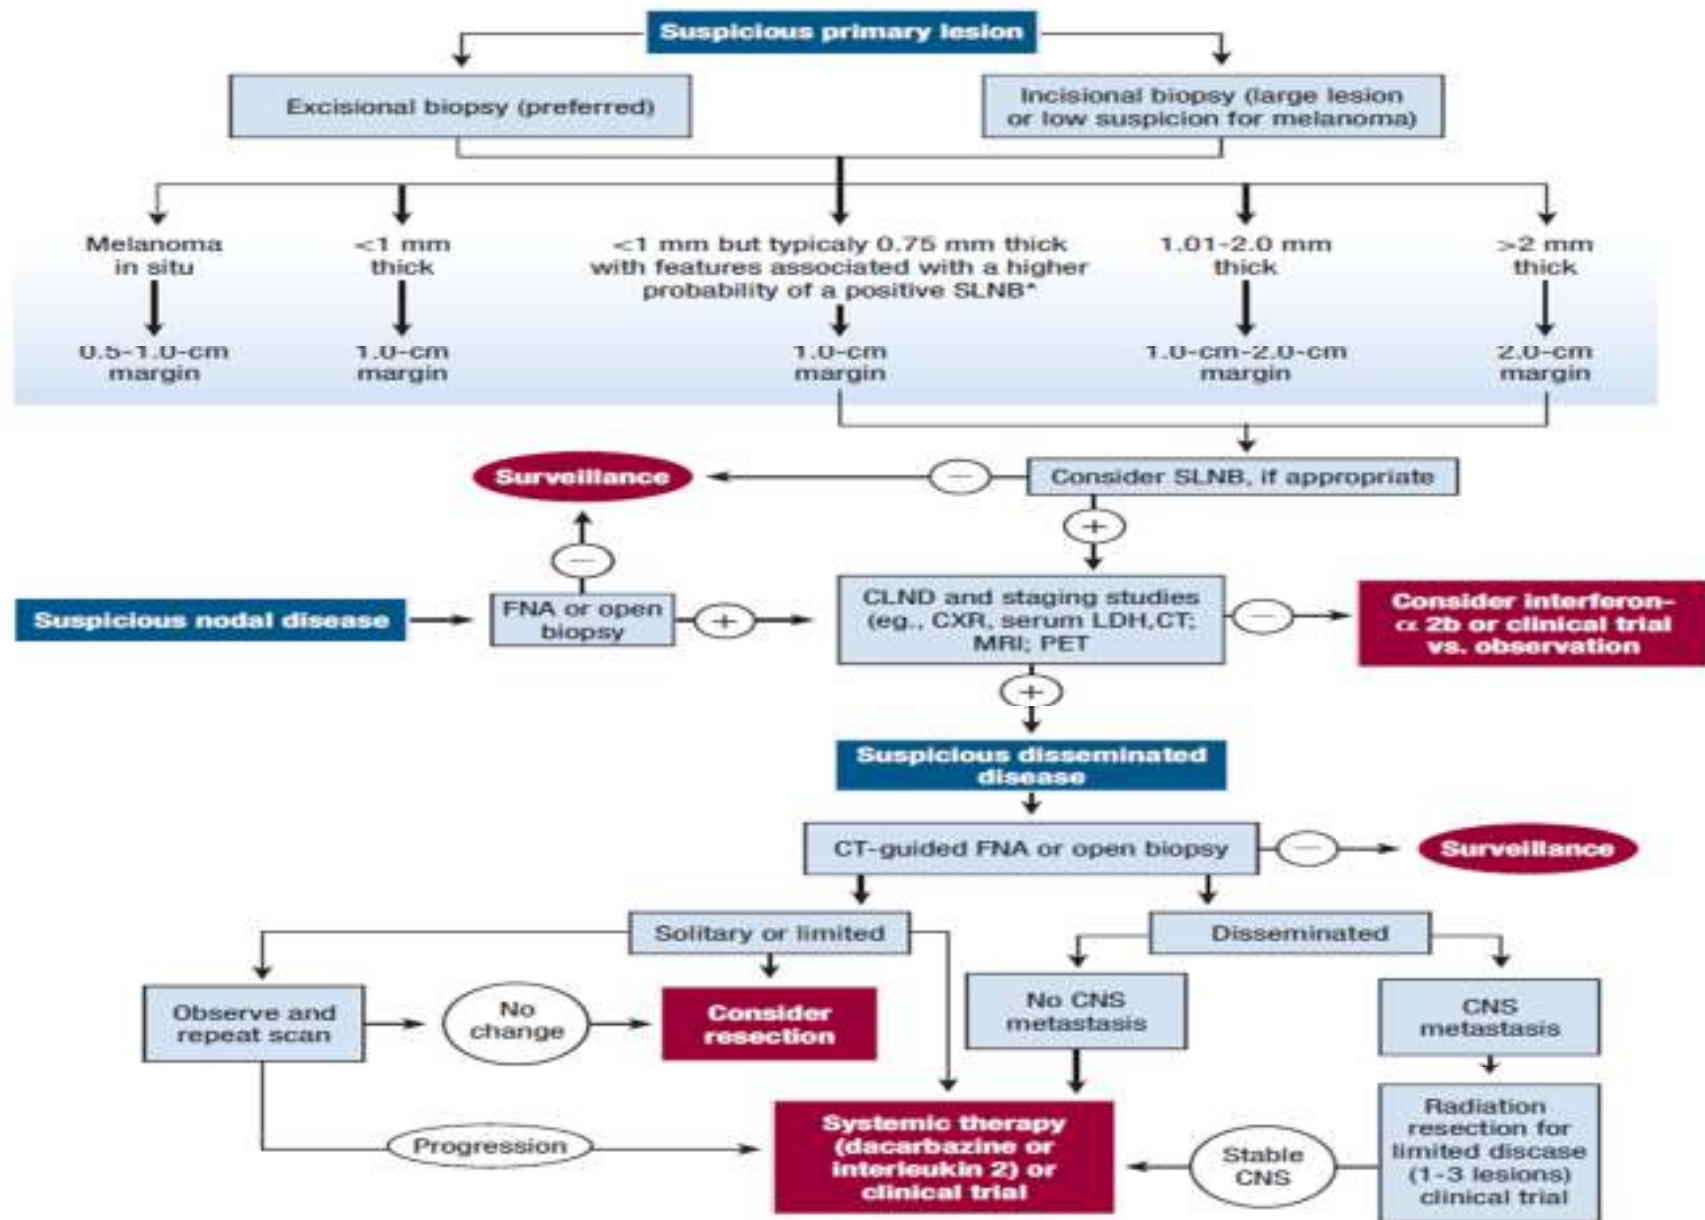 Suspicious primary lesion
Excisional biopsy (preferred)
Incisional biopsy (large lesion
or low suspicion for melanoma)
Melanoma
in situ
<1 mm
thick
<1 mm but typicaly 0.75 mm thick
with features associated with a higher
probability of a positive SLNB*
1.01-2.0 mm
thick
>2 mm
thick
0.5-1.0-cm
margin
1.0-cm
margin
1.0-cm
margin
1.0-cm-2.0-cm
margin
2.0-cm
margin
Surveillance
−
Consider SLNB, if appropriate
+
−
Suspicious nodal disease
FNA or open
biopsy
+
CLND and staging studies
(eg., CXR, serum LDH,CT;
MRI; PET
−
Consider interferon-
α 2b or clinical trial
vs. observation
+
Suspicious disseminated
disease
CT-guided FNA or open biopsy
−
Surveillance
Solitary or limited
Disseminated
Observe and
repeat scan
No
change
Consider
resection
No CNS
metastasis
CNS
metastasis
Progression
Systemic therapy
(dacarbazine or
interleukin 2) or
clinical trial
Stable
CNS
Radiation
resection for
limited discase
(1-3 lesions)
clinical trial